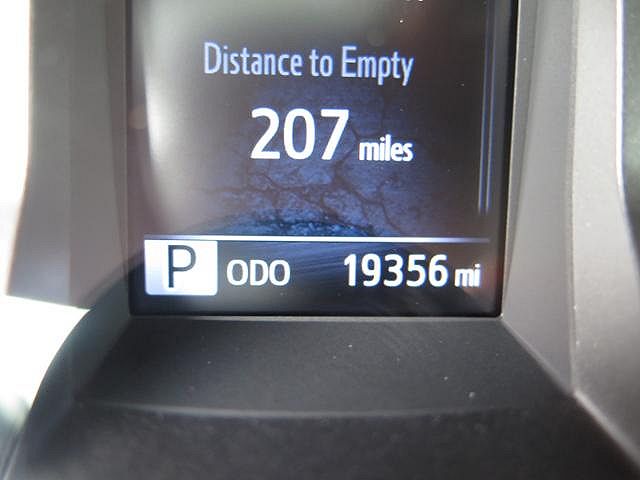 Distance to Empty
207 miles
P ODO 19356 mi